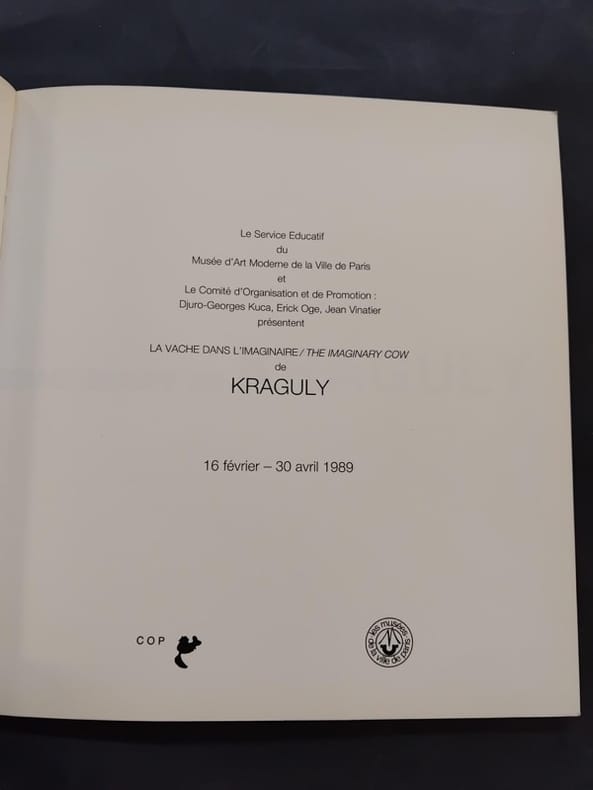 Le Service Educatif
du
Musée d'Art Moderne de la Ville de Paris
et
Le Comité d'Organisation et de Promotion :
Djuro-Georges Kuca, Erick Oge, Jean Vinatier
présentent
LA VACHE DANS L'IMAGINAIRE / THE IMAGINARY COW
de
KRAGULY
16 février – 30 avril 1989
COP
les musées de la ville de paris